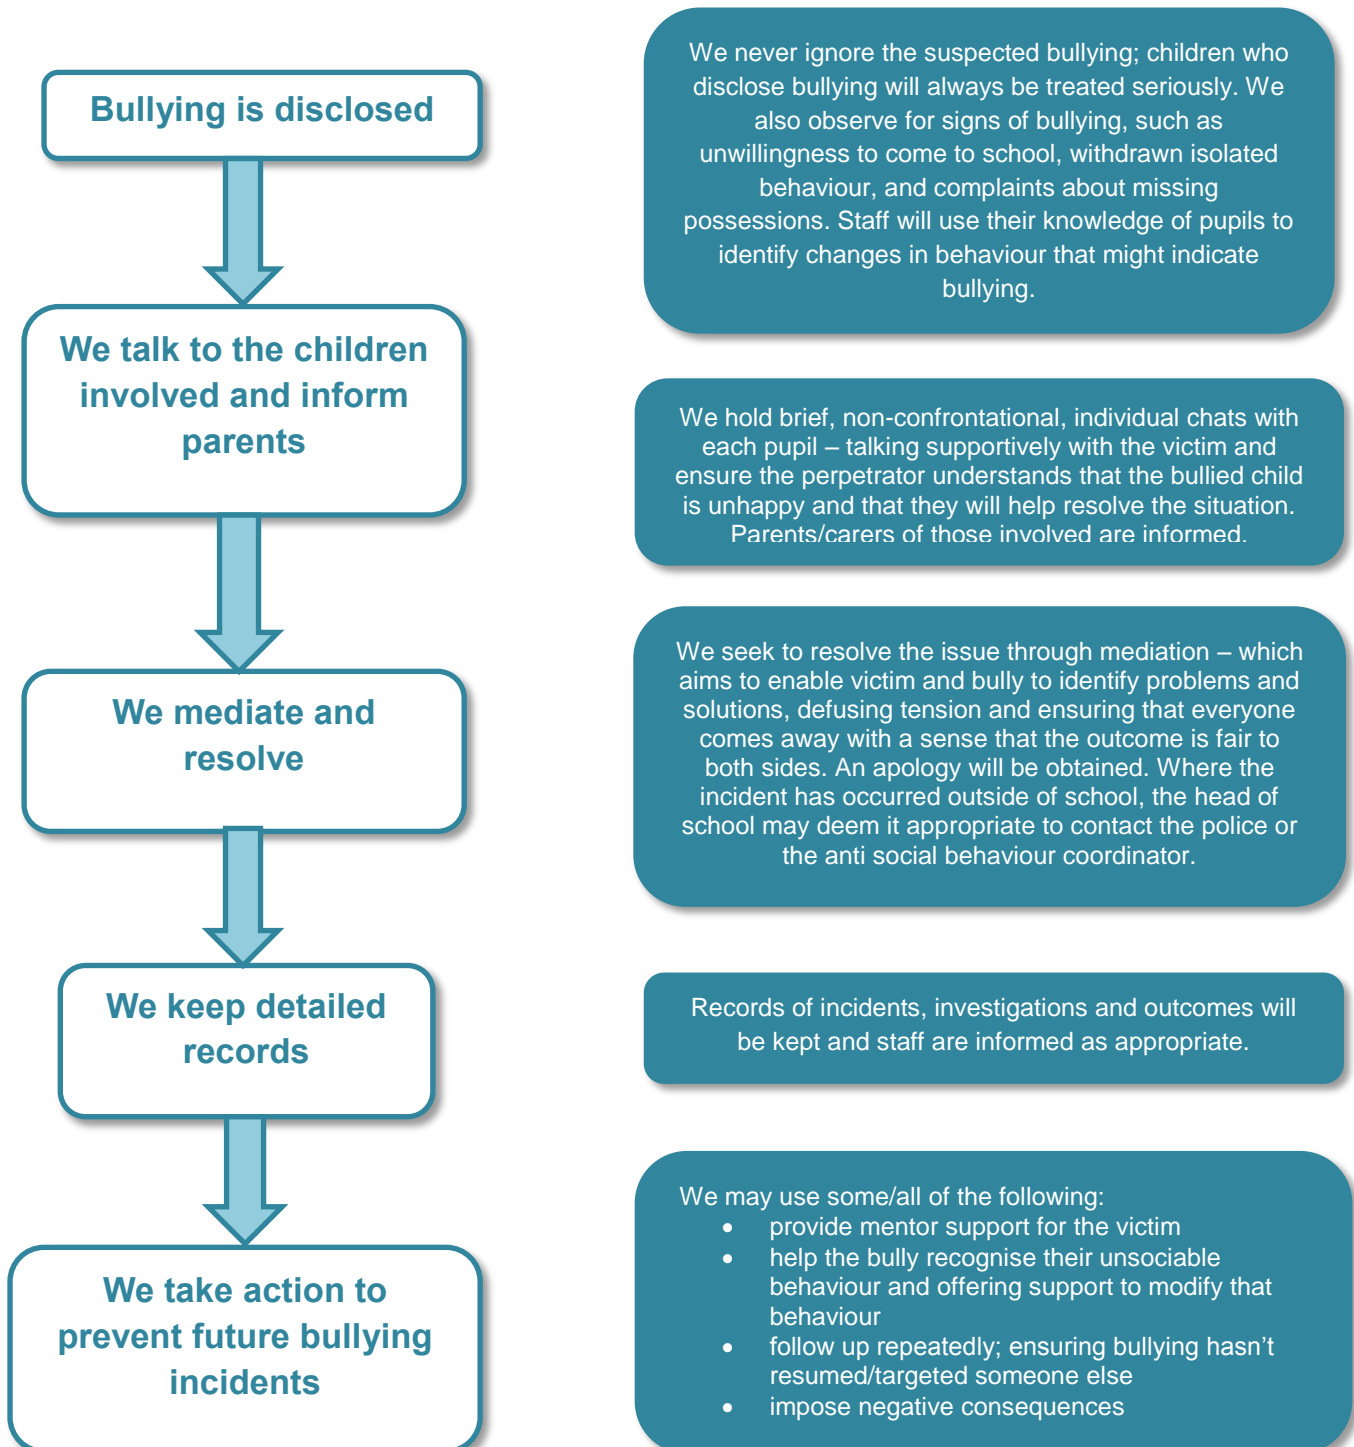 Bullying is disclosed
We never ignore the suspected bullying; children who
disclose bullying will always be treated seriously. We
also observe for signs of bullying, such as
unwillingness to come to school, withdrawn isolated
behaviour, and complaints about missing
possessions. Staff will use their knowledge of pupils to
identify changes in behaviour that might indicate
bullying.
We talk to the children
involved and inform
parents
We hold brief, non-confrontational, individual chats with
each pupil – talking supportively with the victim and
ensure the perpetrator understands that the bullied child
is unhappy and that they will help resolve the situation.
Parents/carers of those involved are informed.
We mediate and
resolve
We seek to resolve the issue through mediation – which
aims to enable victim and bully to identify problems and
solutions, defusing tension and ensuring that everyone
comes away with a sense that the outcome is fair to
both sides. An apology will be obtained. Where the
incident has occurred outside of school, the head of
school may deem it appropriate to contact the police or
the anti social behaviour coordinator.
We keep detailed
records
Records of incidents, investigations and outcomes will
be kept and staff are informed as appropriate.
We take action to
prevent future bullying
incidents
We may use some/all of the following:
• provide mentor support for the victim
• help the bully recognise their unsociable
behaviour and offering support to modify that
behaviour
• follow up repeatedly; ensuring bullying hasn’t
resumed/targeted someone else
• impose negative consequences